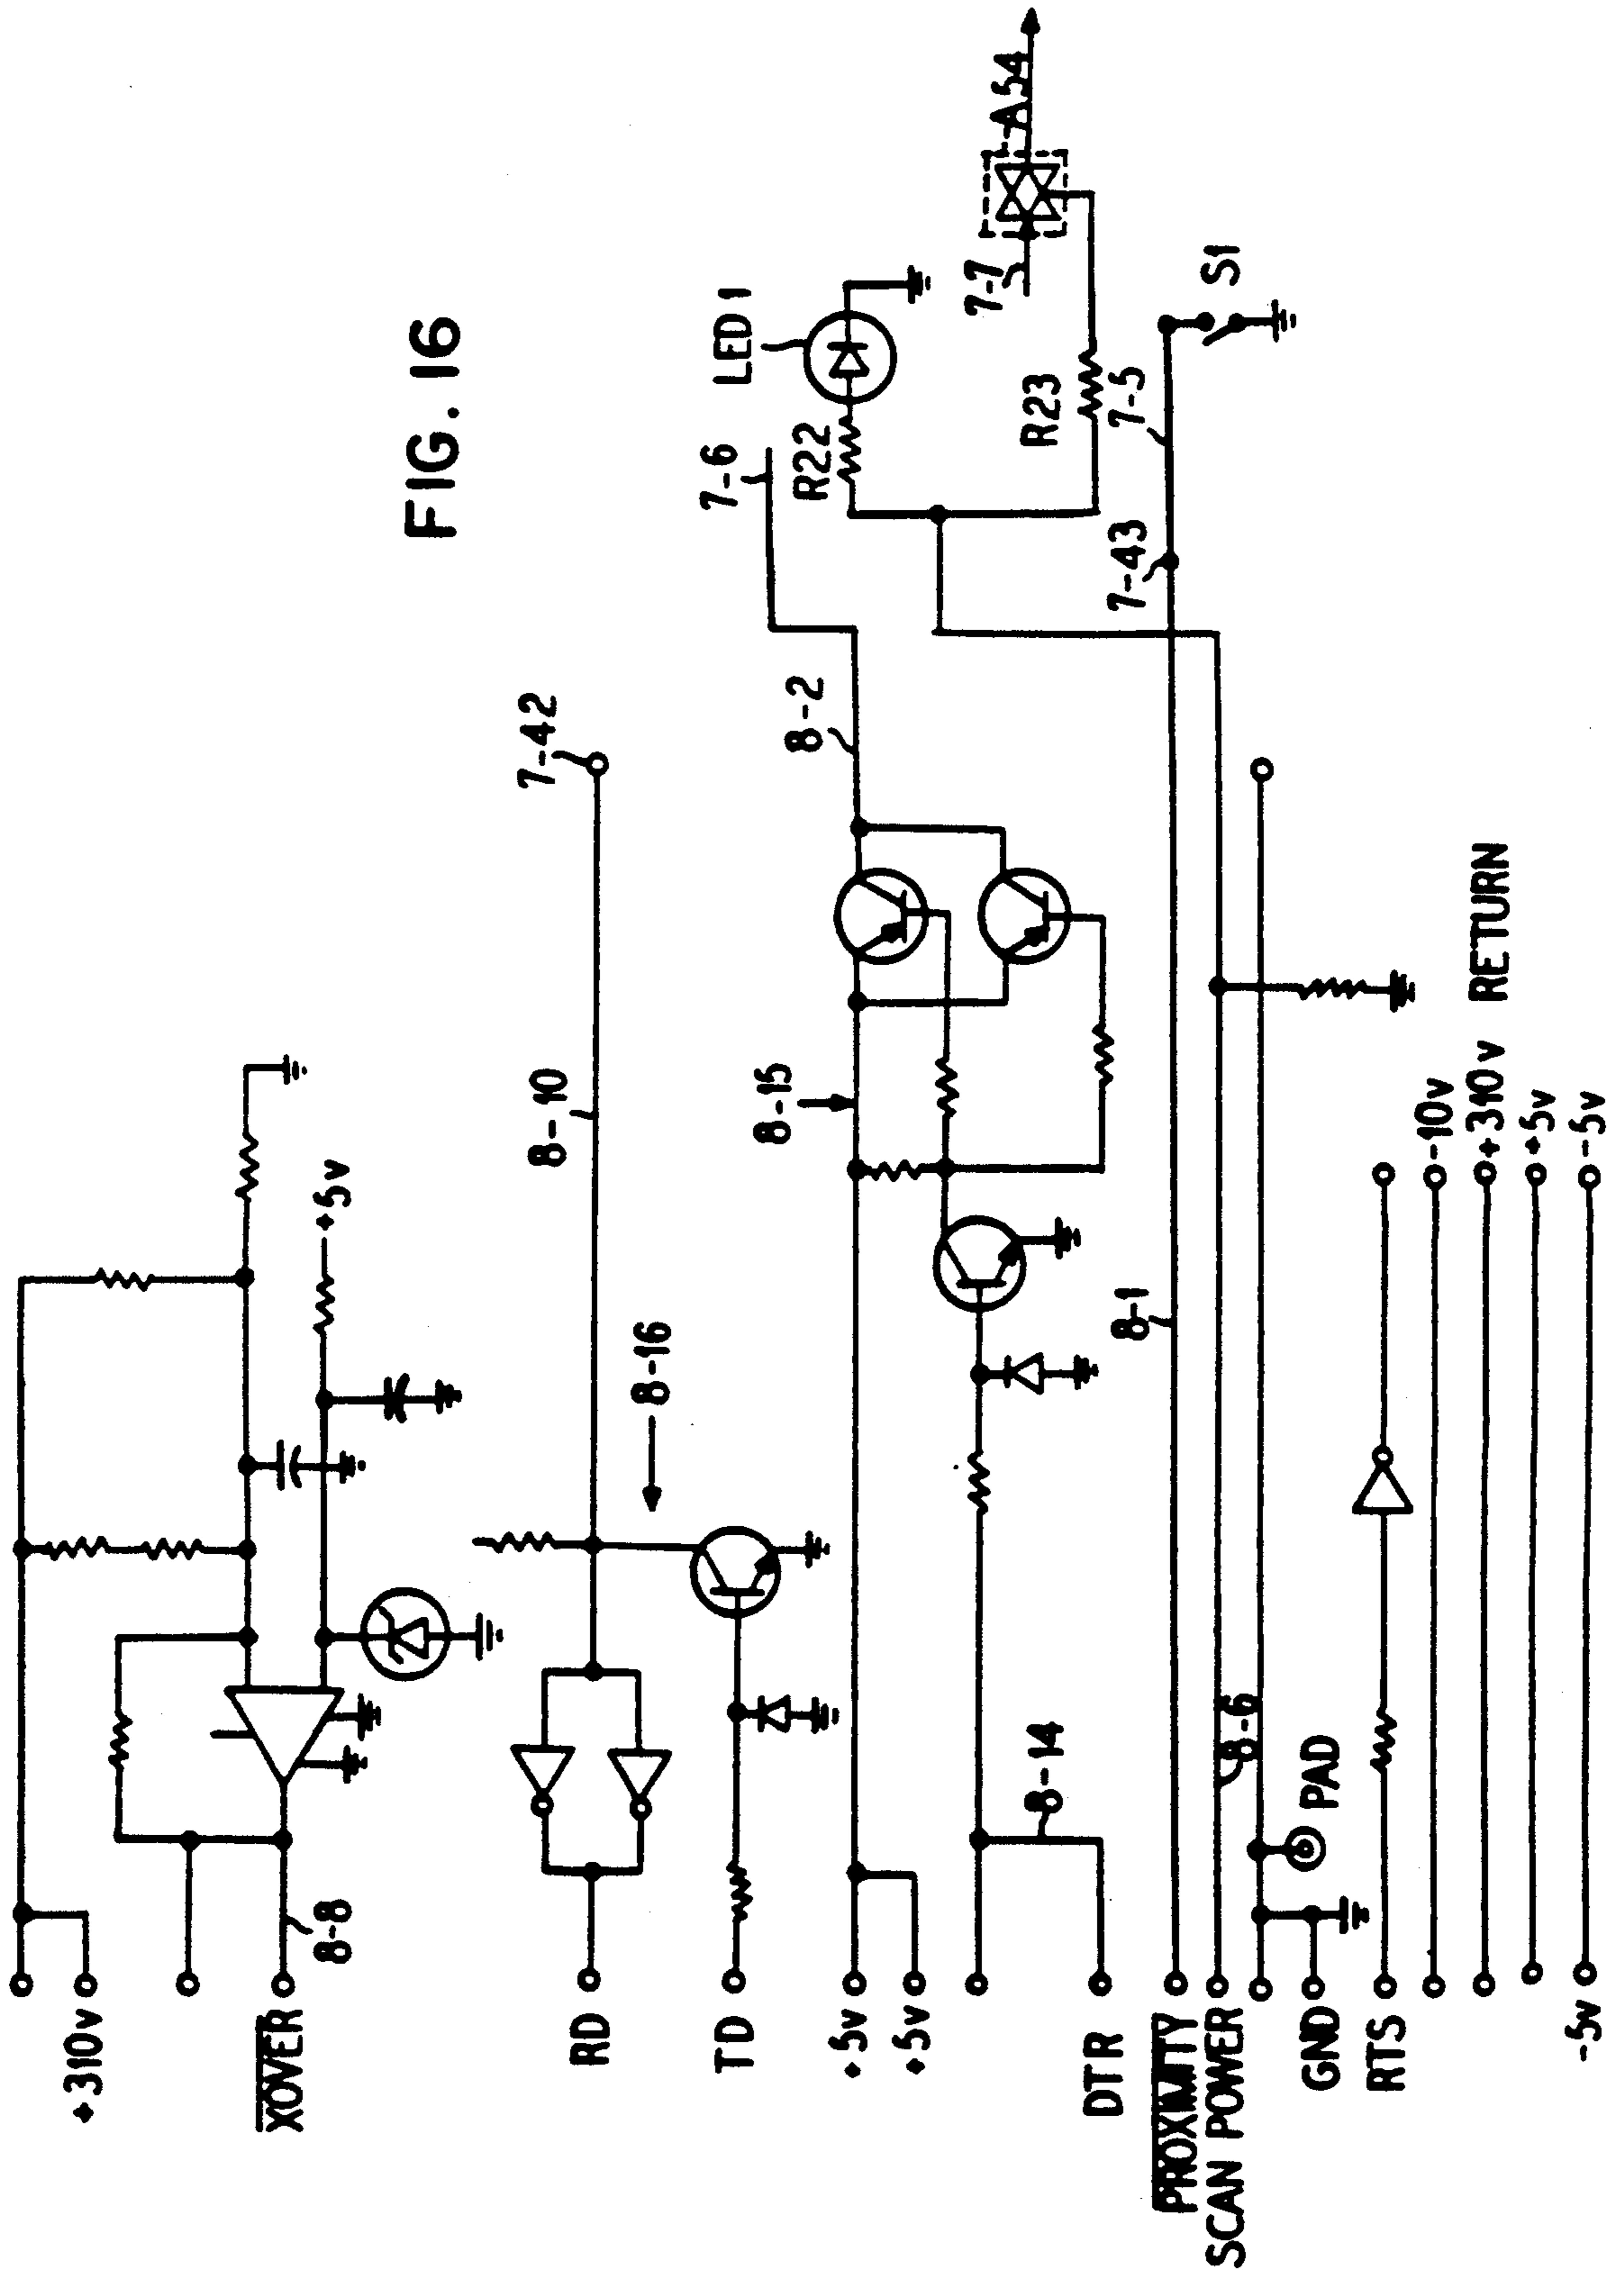 FIG. 16
+310v
XOVER
8-8
+5v
RD
TD
8-16
8-10
7-42
+5v
+5v
8-15
8-2
7-6
R22
LED 1
DTR
8-14
R23
7-7
A54
PROXIMITY
8-1
7-43
7-5
S1
SCAN POWER
8-6
GND
PAD
RTS
-10v
+310v RETURN
+5v
-5v
-5v